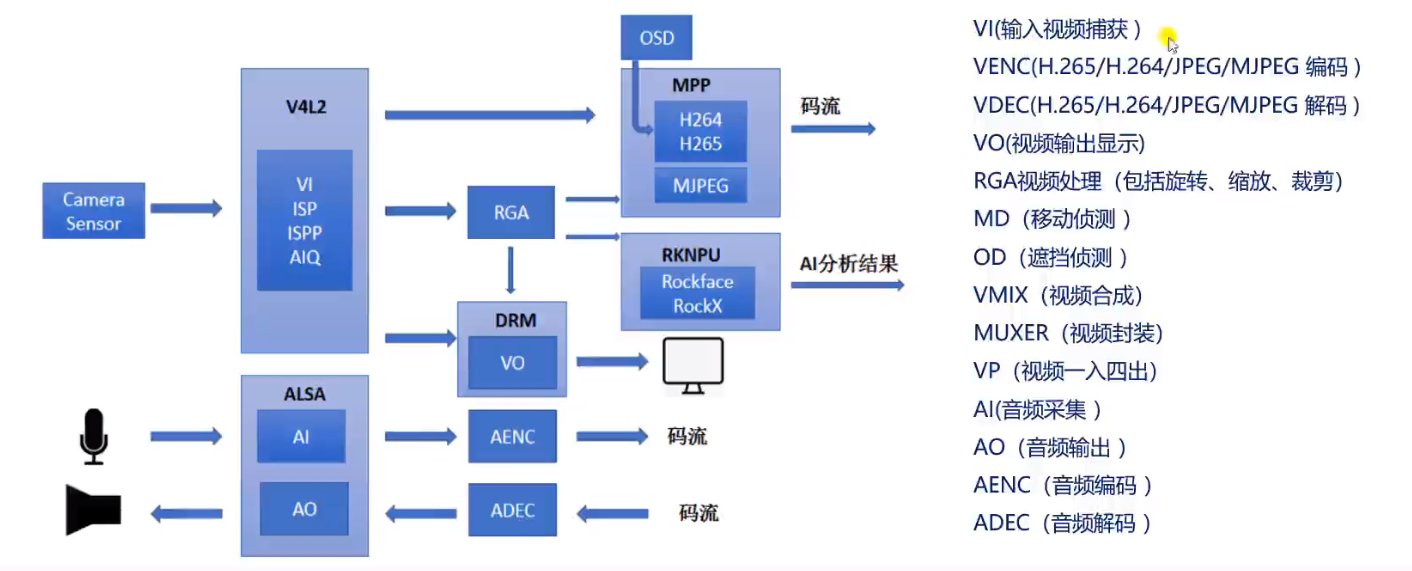 OSD
V4L2
VI
ISP
ISPP
AIQ
Camera
Sensor
RGA
MPP
H264
H265
MJPEG
码流
RKNPU
Rockface
RockX
AI分析结果
DRM
VO
ALSA
AI
AENC
码流
AO
ADEC
码流
VI(输入视频捕获 )
VENC(H.265/H.264/JPEG/MJPEG 编码 )
VDEC(H.265/H.264/JPEG/MJPEG 解码 )
VO(视频输出显示)
RGA视频处理（包括旋转、缩放、裁剪）
MD（移动侦测 ）
OD（遮挡侦测 ）
VMIX（视频合成）
MUXER（视频封装）
VP（视频一入四出）
AI(音频采集 ）
AO（音频输出 ）
AENC（音频编码 ）
ADEC（音频解码 ）